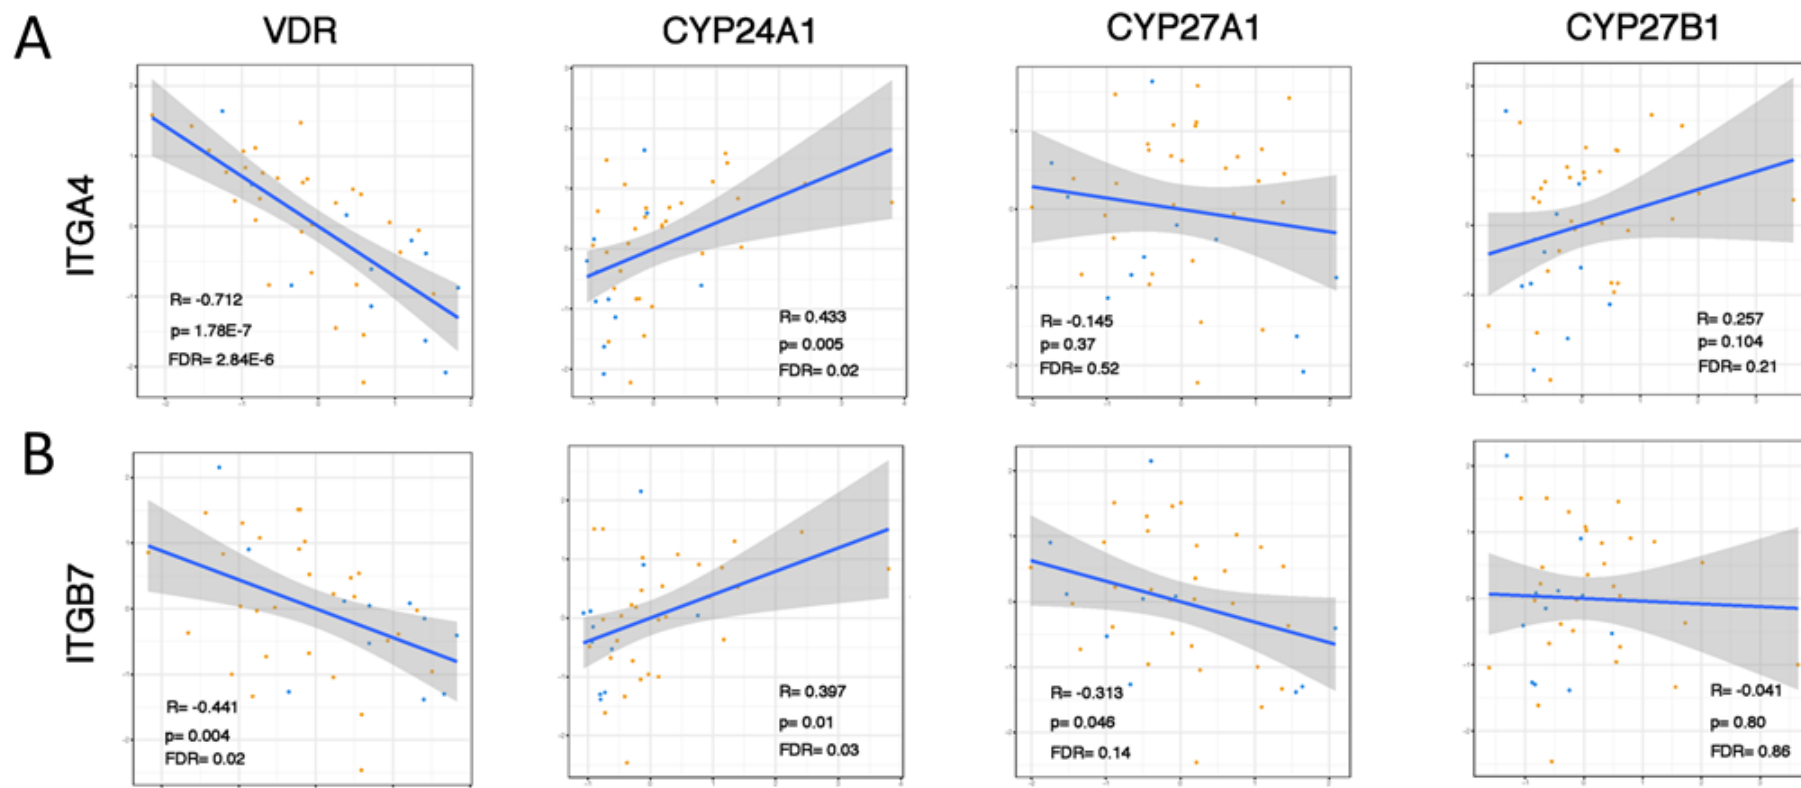 A
VDR
CYP24A1
CYP27A1
CYP27B1
ITGA4
R= -0.712
p= 1.78E-7
FDR= 2.84E-6
R= 0.433
p= 0.005
FDR= 0.02
R= -0.145
p= 0.37
FDR= 0.52
R= 0.257
p= 0.104
FDR= 0.21
B
ITGB7
R= -0.441
p= 0.004
FDR= 0.02
R= 0.397
p= 0.01
FDR= 0.03
R= -0.313
p= 0.046
FDR= 0.14
R= -0.041
p= 0.80
FDR= 0.86